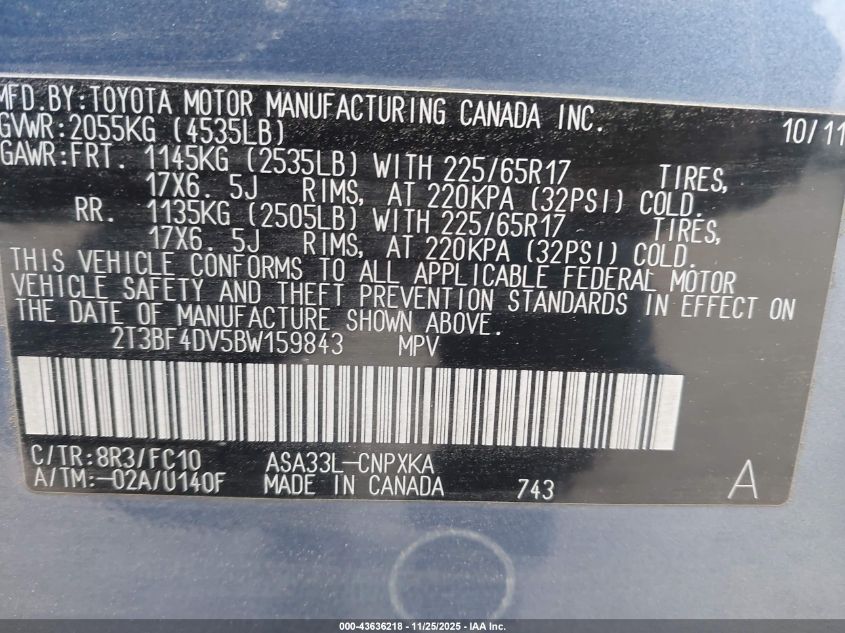 MFD.BY:TOYOTA MOTOR MANUFACTURING CANADA INC. 10/11
GVWR:2055KG (4535LB)
GAWR:FRT. 1145KG (2535LB) WITH 225/65R17 TIRES,
17X6. 5J RIMS, AT 220KPA (32PSI) COLD.
RR. 1135KG (2505LB) WITH 225/65R17 TIRES,
17X6. 5J RIMS, AT 220KPA (32PSI) COLD.
THIS VEHICLE CONFORMS TO ALL APPLICABLE FEDERAL MOTOR
VEHICLE SAFETY AND THEFT PREVENTION STANDARDS IN EFFECT ON
THE DATE OF MANUFACTURE SHOWN ABOVE.
2T3BF4DV5BW159843 MPV
C/TR:8R3/FC10 ASA33L-CNPXKA
A/TM:-02A/U140F MADE IN CANADA 743 A
000-43636218 - 11/25/2025 - IAA Inc.